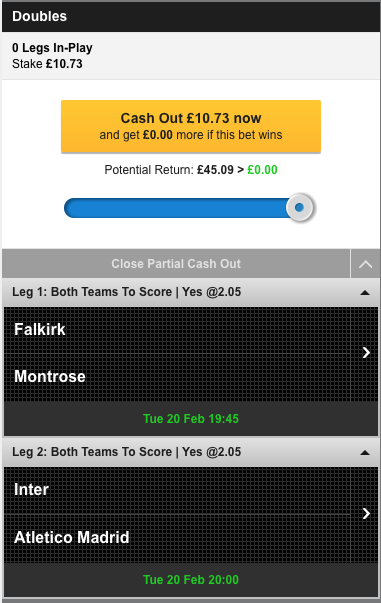 Doubles
0 Legs In-Play
Stake £10.73
Cash Out £10.73 now
and get £0.00 more if this bet wins
Potential Return: £45.09 > £0.00
Close Partial Cash Out
Leg 1: Both Teams To Score | Yes @2.05
Falkirk
Montrose
Tue 20 Feb 19:45
Leg 2: Both Teams To Score | Yes @2.05
Inter
Atletico Madrid
Tue 20 Feb 20:00